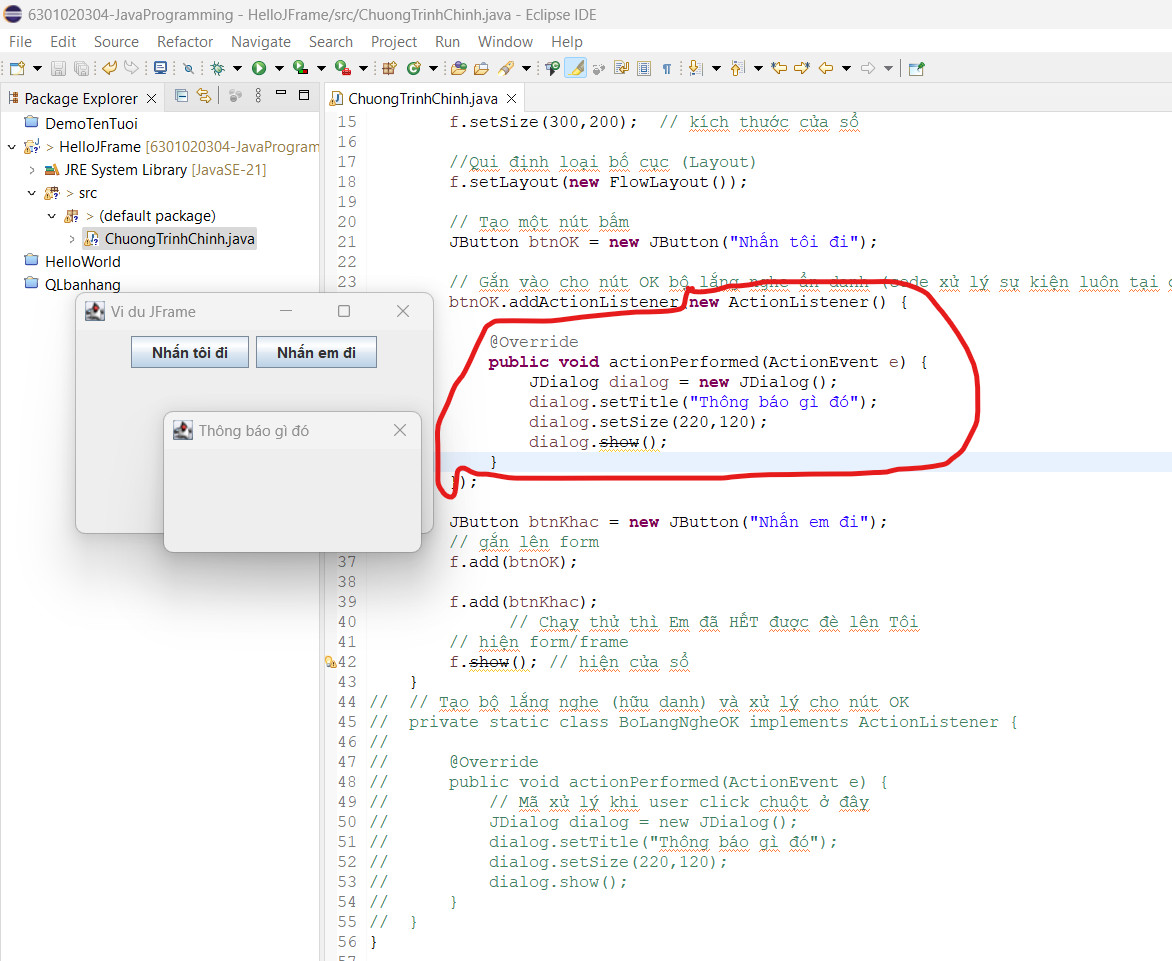 6301020304-JavaProgramming - HelloJFrame/src/ChuongTrinhChinh.java - Eclipse IDE
File Edit Source Refactor Navigate Search Project Run Window Help
Package Explorer
DemoTenTuoi
> HelloJFrame [6301020304-JavaProgram
JRE System Library [JavaSE-21]
> src
> (default package)
ChuongTrinhChinh.java
HelloWorld
QLbanhang
Vi du JFrame
Nhấn tôi đi Nhấn em đi
Thông báo gì đó
ChuongTrinhChinh.java
15 f.setSize(300,200); // kích thước cửa sổ
16
17 //Qui định loại bố cục (Layout)
18 f.setLayout(new FlowLayout());
19
20 // Tạo một nút bấm
21 JButton btnOK = new JButton("Nhấn tôi đi");
22
23 // Gắn vào cho nút OK bộ lắng nghe ẩn danh (code xử lý sự kiện luôn tại
btnOK.addActionListener new ActionListener() {
@Override
public void actionPerformed(ActionEvent e) {
JDialog dialog = new JDialog();
dialog.setTitle("Thông báo gì đó");
dialog.setSize(220,120);
dialog.show();
}
});
JButton btnKhac = new JButton("Nhấn em đi");
// gắn lên form
37 f.add(btnOK);
38
39 f.add(btnKhac);
40 // Chạy thử thì Em đã HẾT được đè lên Tôi
41 // hiện form/frame
42 f.show(); // hiện cửa sổ
43 }
44 // // Tạo bộ lắng nghe (hữu danh) và xử lý cho nút OK
45 // private static class BoLangNgheOK implements ActionListener {
46 //
47 // @Override
48 // public void actionPerformed(ActionEvent e) {
49 // // Mã xử lý khi user click chuột ở đây
50 // JDialog dialog = new JDialog();
51 // dialog.setTitle("Thông báo gì đó");
52 // dialog.setSize(220,120);
53 // dialog.show();
54 // }
55 // }
56 }
57